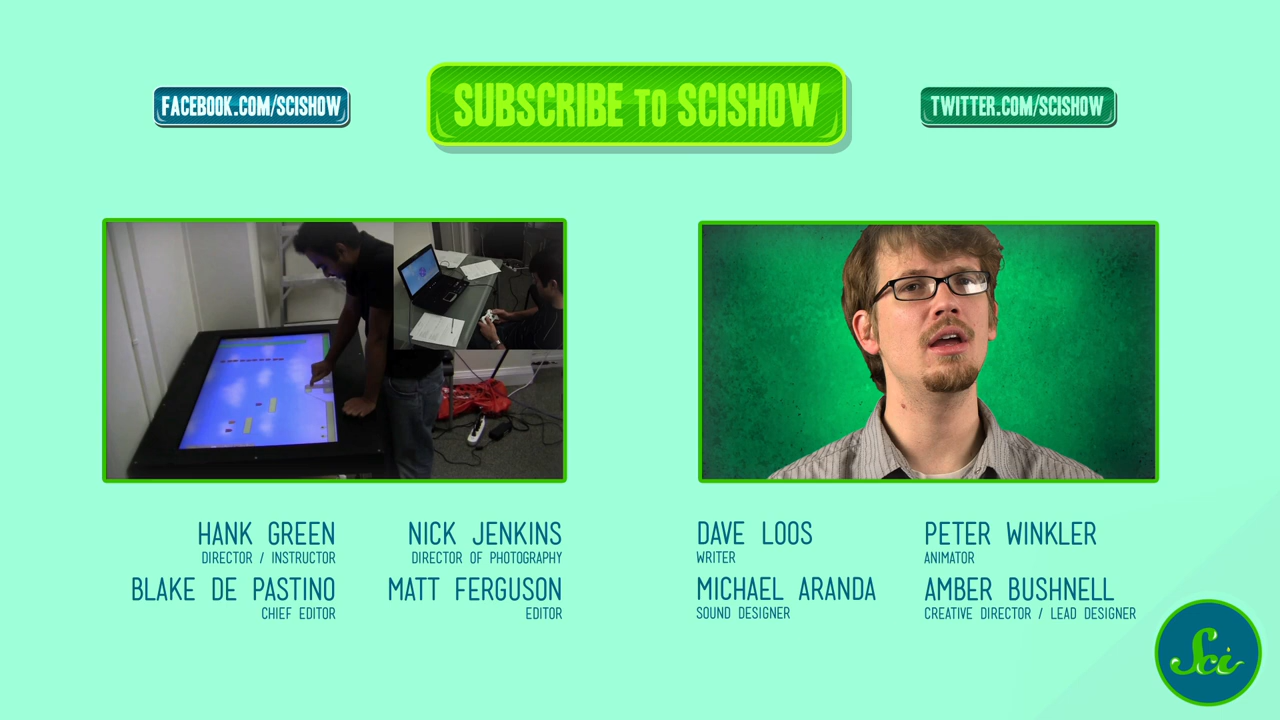 FACEBOOK.COM/SCISHOW
SUBSCRIBE TO SCISHOW
TWITTER.COM/SCISHOW
HANK GREEN
DIRECTOR / INSTRUCTOR
BLAKE DE PASTINO
CHIEF EDITOR
NICK JENKINS
DIRECTOR OF PHOTOGRAPHY
MATT FERGUSON
EDITOR
DAVE LOOS
WRITER
MICHAEL ARANDA
SOUND DESIGNER
PETER WINKLER
ANIMATOR
AMBER BUSHNELL
CREATIVE DIRECTOR / LEAD DESIGNER
Sci